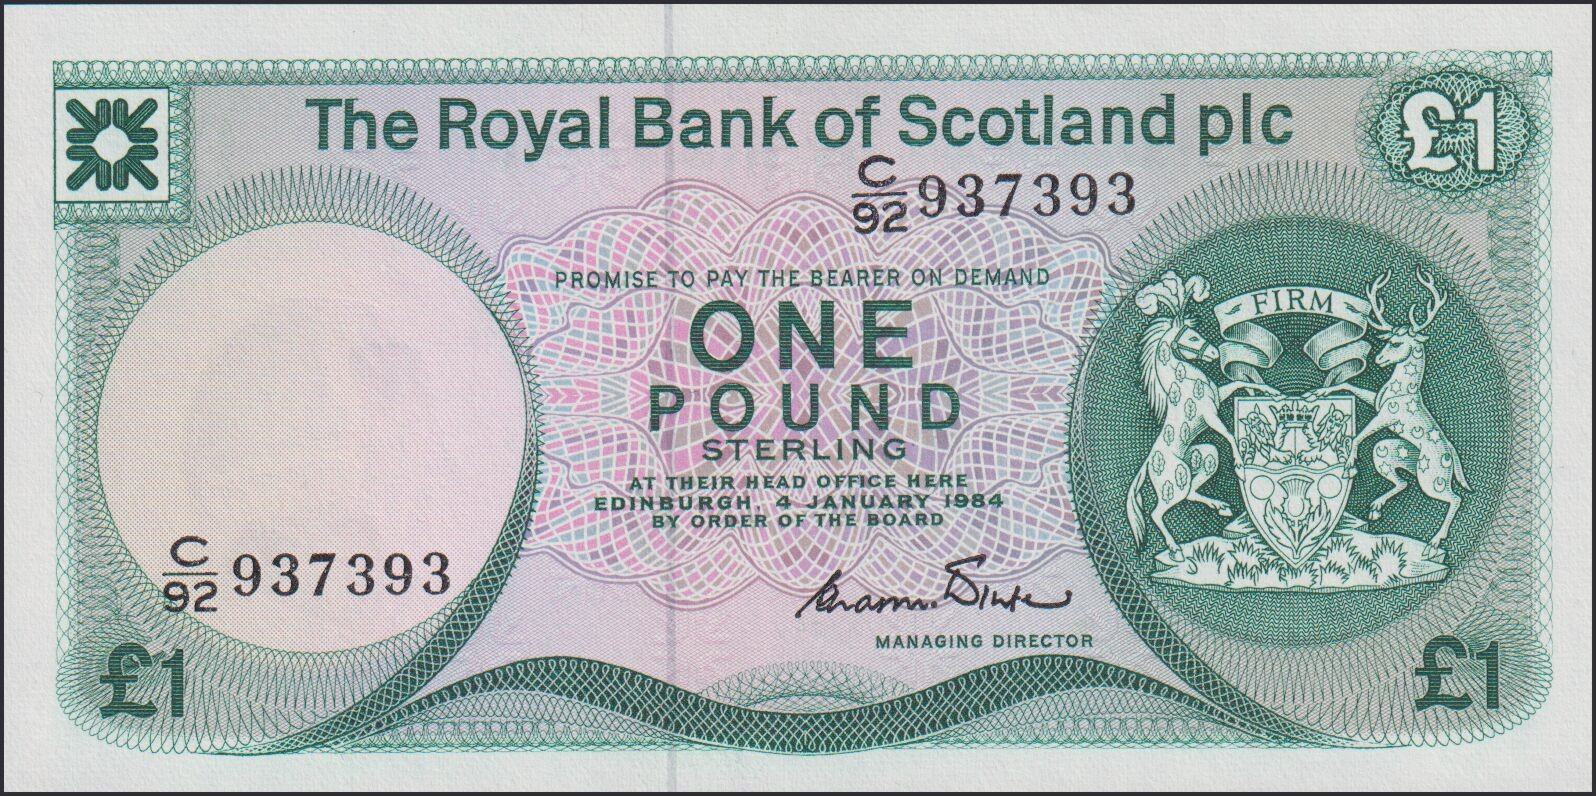 The Royal Bank of Scotland plc
£1
C/92 937393
PROMISE TO PAY THE BEARER ON DEMAND
ONE
POUND
STERLING
AT THEIR HEAD OFFICE HERE
EDINBURGH, 4 JANUARY 1984
BY ORDER OF THE BOARD
FIRM
C/92 937393
MANAGING DIRECTOR
£1
£1